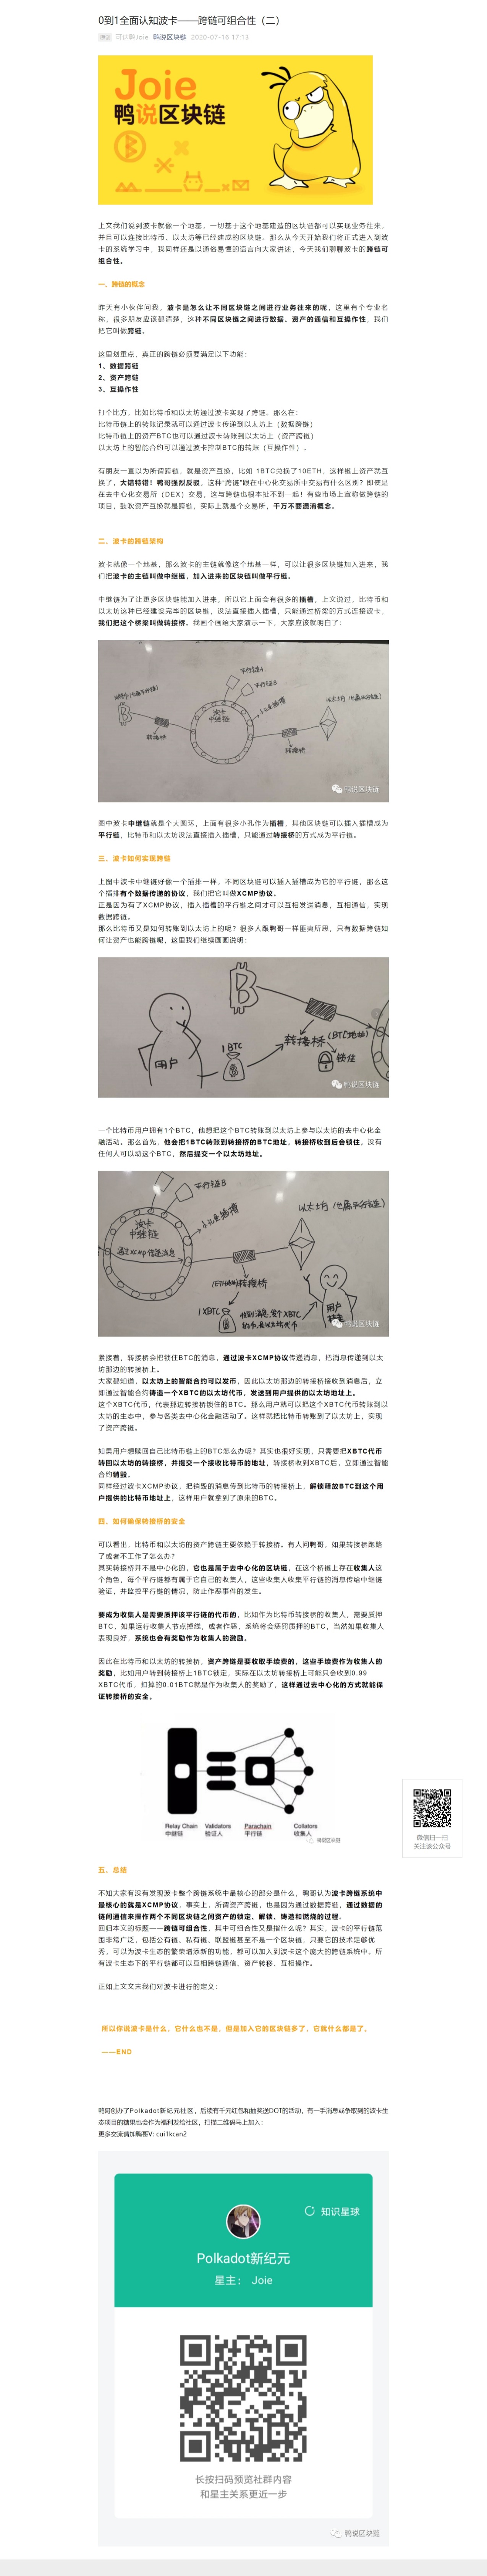 0到1全面认知波卡——跨链可组合性（二）
原创 可达鸭Joie 鸭说区块链 2020-07-16 17:13
Joie
鸭说区块链
上文我们说到波卡就像一个地基，一切基于这个地基建造的区块链都可以实现业务往来，
并且可以连接比特币、以太坊等已经建成的区块链。那么从今天开始我们将正式进入到波
卡的系统学习中，我同样还是以通俗易懂的语言向大家讲述，今天我们聊聊波卡的跨链可
组合性。
一、跨链的概念
昨天有小伙伴问我，波卡是怎么让不同区块链之间进行业务往来的呢，这里有个专业名
称，很多朋友应该都清楚，这种不同区块链之间进行数据、资产的通信和互操作性，我们
把它叫做跨链。
这里划重点，真正的跨链必须要满足以下功能：
1、数据跨链
2、资产跨链
3、互操作性
打个比方，比如比特币和以太坊通过波卡实现了跨链。那么在：
比特币链上的转账记录就可以通过波卡传递到以太坊上（数据跨链）
比特币链上的资产BTC也可以通过波卡转账到以太坊上（资产跨链）
以太坊上的智能合约可以通过波卡控制BTC的转账（互操作性）。
有朋友一直以为所谓跨链，就是资产互换，比如 1BTC兑换了10ETH，这样链上资产就互
换了，大错特错！鸭哥强烈反驳，这种“跨链”跟在中心化交易所中交易有什么区别？即使是
在去中心化交易所（DEX）交易，这与跨链也根本扯不到一起！有些市场上宣称做跨链的
项目，鼓吹资产互换就是跨链，实际上就是个交易所，千万不要混淆概念。
二、波卡的跨链架构
波卡就像一个地基，那么波卡的主链就像这个地基一样，可以让很多区块链加入进来，我
们把波卡的主链叫做中继链，加入进来的区块链叫做平行链。
中继链为了让更多区块链能加入进来，所以它上面会有很多的插槽，上文说过，比特币和
以太坊这种已经建设完毕的区块链，没法直接插入插槽，只能通过桥梁的方式连接波卡，
我们把这个桥梁叫做转接桥。我画个画给大家演示一下，大家应该就明白了：
平行链A
平行链B
波卡
中继链
小孔是插槽
转接桥
转接桥
鸭说区块链
图中波卡中继链就是个大圆环，上面有很多小孔作为插槽，其他区块链可以插入插槽成为
平行链，比特币和以太坊没法直接插入插槽，只能通过转接桥的方式成为平行链。
三、波卡如何实现跨链
上图中波卡中继链好像一个插排一样，不同区块链可以插入插槽成为它的平行链，那么这
个插排有个数据传递的协议，我们把它叫做XCMP协议。
正是因为有了XCMP协议，插入插槽的平行链之间才可以互相发送消息，互相通信，实现
数据跨链。
那么比特币又是如何转账到以太坊上的呢？很多人跟鸭哥一样匪夷所思，只有数据跨链如
何让资产也能跨链呢，这里我们继续画画说明：
用户
1BTC
转接桥（BTC地址）
锁住
鸭说区块链
一个比特币用户拥有1个BTC，他想把这个BTC转账到以太坊上参与以太坊的去中心化金
融活动。那么首先，他会把1BTC转账到转接桥的BTC地址，转接桥收到后会锁住，没有
任何人可以动这个BTC，然后提交一个以太坊地址。
平行链B
小孔是插槽
波卡
中继链
通过XCMP传递消息
转接桥
1XBTC
用户
鸭说区块链
紧接着，转接桥会把锁住BTC的消息，通过波卡XCMP协议传递消息，把消息传递到以太
坊那边的转接桥上。
大家都知道，以太坊上的智能合约可以发币，因此以太坊那边的转接桥接收到消息后，立
即通过智能合约铸造一个XBTC的以太坊代币，发送到用户提供的以太坊地址上。
这个XBTC代币，代表那边转接桥锁住的BTC。那么用户就可以把这个XBTC代币转账到以
太坊的生态中，参与各类去中心化金融活动了。这样就把比特币转账到了以太坊上，实现
了资产跨链。
如果用户想赎回自己比特币链上的BTC怎么办呢？其实也很好实现，只需要把XBTC代币
转回以太坊的转接桥，并提交一个接收比特币的地址，转接桥收到XBTC后，立即通过智能
合约销毁。
同样经过波卡XCMP协议，把销毁的消息传到比特币的转接桥上，解锁释放BTC到这个用
户提供的比特币地址上，这样用户就拿到了原来的BTC。
四、如何确保转接桥的安全
可以看出，比特币和以太坊的资产跨链主要依赖于转接桥。有人问鸭哥，如果转接桥跑路
了或者不工作了怎么办？
其实转接桥并不是中心化的，它也是属于去中心化的区块链，在这个桥链上存在收集人这
个角色，每个平行链都有属于它自己的收集人，这些收集人收集平行链的消息传给中继链
验证，并监控平行链的情况，防止作恶事件的发生。
要成为收集人是需要质押该平行链的代币的，比如作为比特币转接桥的收集人，需要质押
BTC，如果运行收集人节点掉线，或者作恶，系统将会惩罚质押的BTC，当然如果收集人
表现良好，系统也会有奖励作为收集人的激励。
因此在比特币和以太坊的转接桥，资产跨链是要收取手续费的，这些手续费作为收集人的
奖励，比如用户转到转接桥上1BTC锁定，实际在以太坊转接桥上可能只会收到0.99
XBTC代币，扣掉的0.01BTC就是作为收集人的奖励了，这样通过去中心化的方式就能保
证转接桥的安全。
Relay Chain Validators Parachain Collators
中继链 验证人 平行链 收集人
鸭说区块链
微信扫一扫
关注该公众号
五、总结
不知大家有没有发现波卡整个跨链系统中最核心的部分是什么，鸭哥认为波卡跨链系统中
最核心的就是XCMP协议，事实上，所谓资产跨链，也是因为通过数据跨链，通过数据的
链间通信来操作两个不同区块链之间资产的锁定、解锁、铸造和燃烧的过程。
回归本文的标题——跨链可组合性，其中可组合性又是指什么呢？其实，波卡的平行链范
围非常广泛，包括公有链、私有链、联盟链甚至不是一个区块链，只要它的技术足够优
秀，可以为波卡生态的繁荣增添新的功能，都可以加入到波卡这个庞大的跨链系统中。所
有波卡生态下的平行链都可以互相跨链通信，资产转移，互相操作。
正如上文文末我们对波卡进行的定义：
所以你说波卡是什么，它什么也不是，但是加入它的区块链多了，它就什么都是了。
——END
鸭哥创办了Polkadot新纪元社区，后续有千元红包和抽奖送DOT的活动，有一手消息或争取到的波卡生
态项目的糖果也会作为福利发给社区，扫描二维码马上加入：
更多交流请加鸭哥V: cui1kcan2
知识星球
Polkadot新纪元
星主： Joie
长按扫码预览社群内容
和星主关系更近一步
鸭说区块链